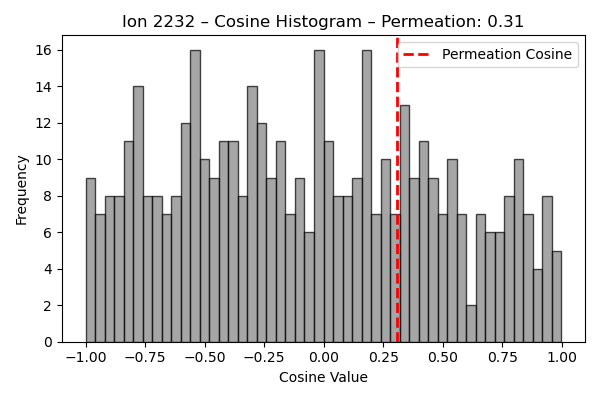 Ion 2232 – Cosine Histogram – Permeation: 0.31
Permeation Cosine
16
14
12
10
8
6
4
2
0
Frequency
−1.00 −0.75 −0.50 −0.25 0.00 0.25 0.50 0.75 1.00
Cosine Value